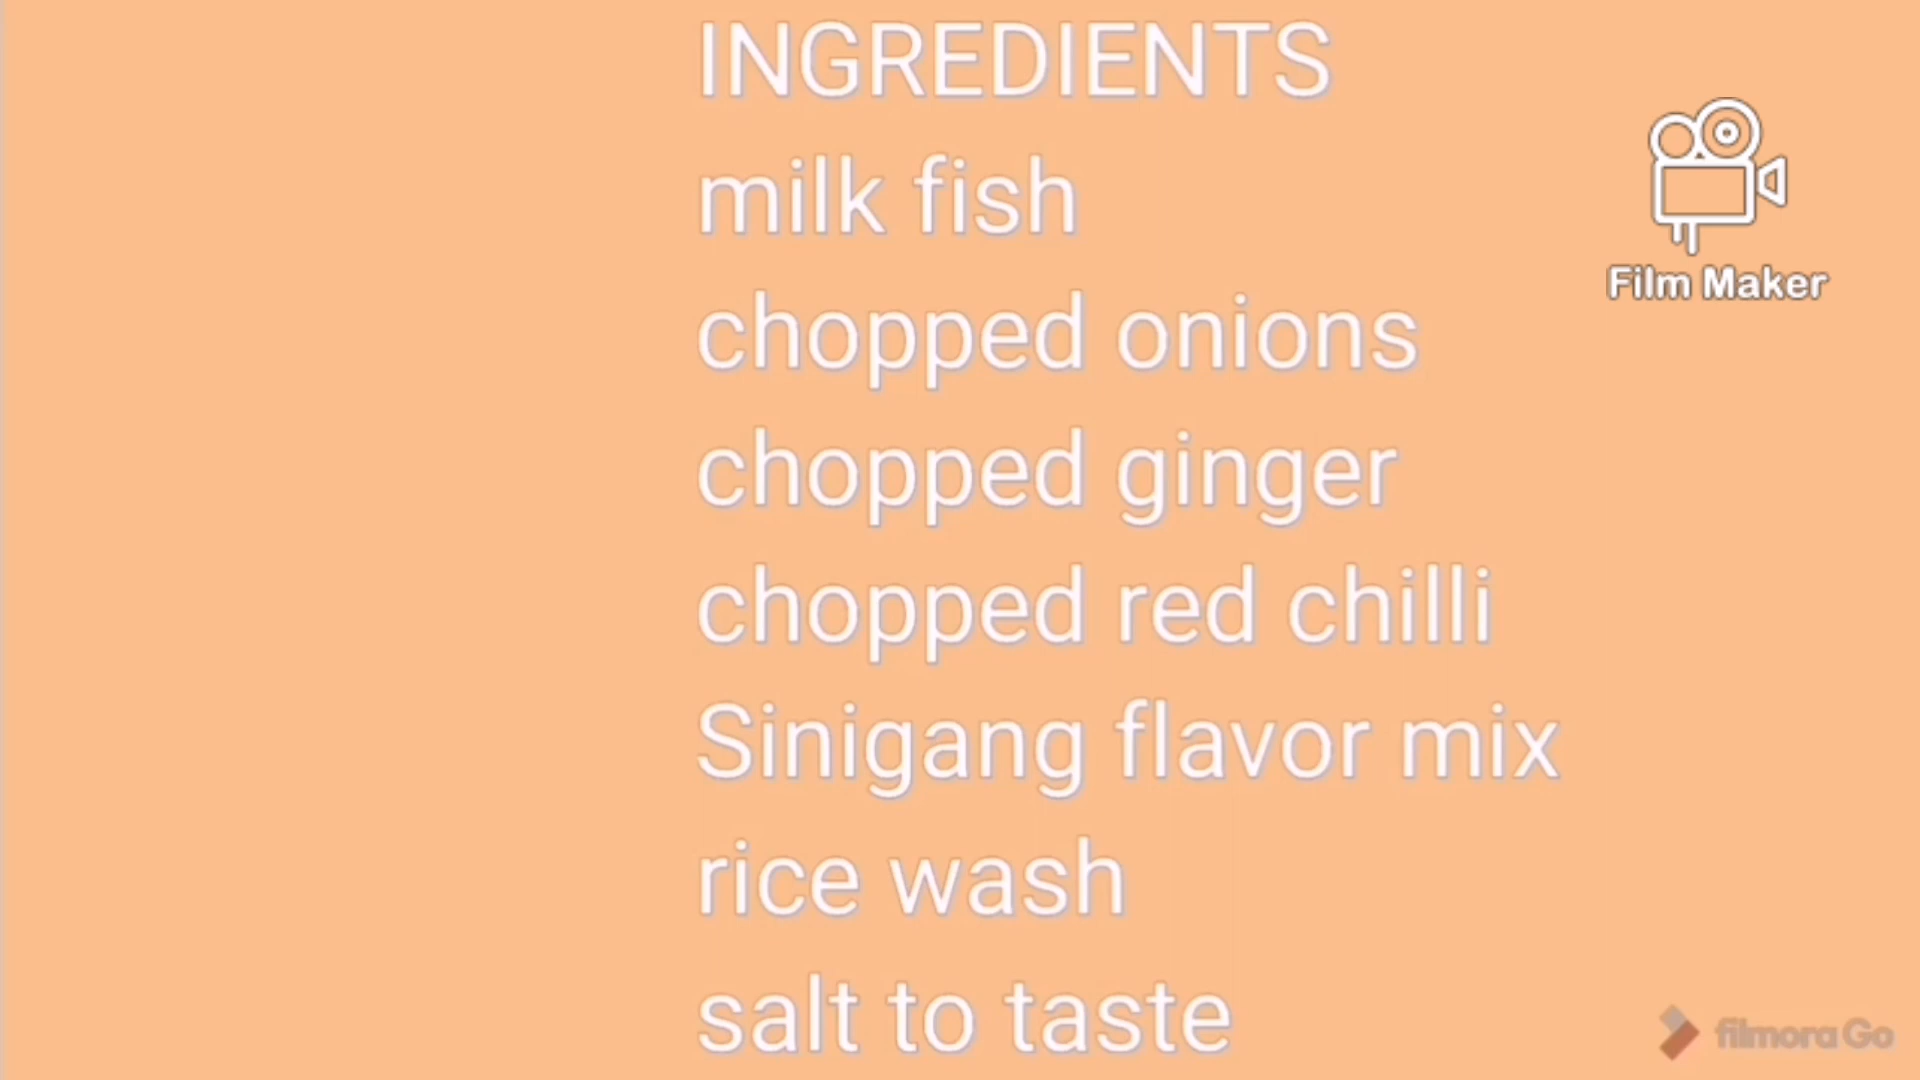 INGREDIENTS
milk fish
chopped onions
chopped ginger
chopped red chilli
Sinigang flavor mix
rice wash
salt to taste
Film Maker
filmora Go